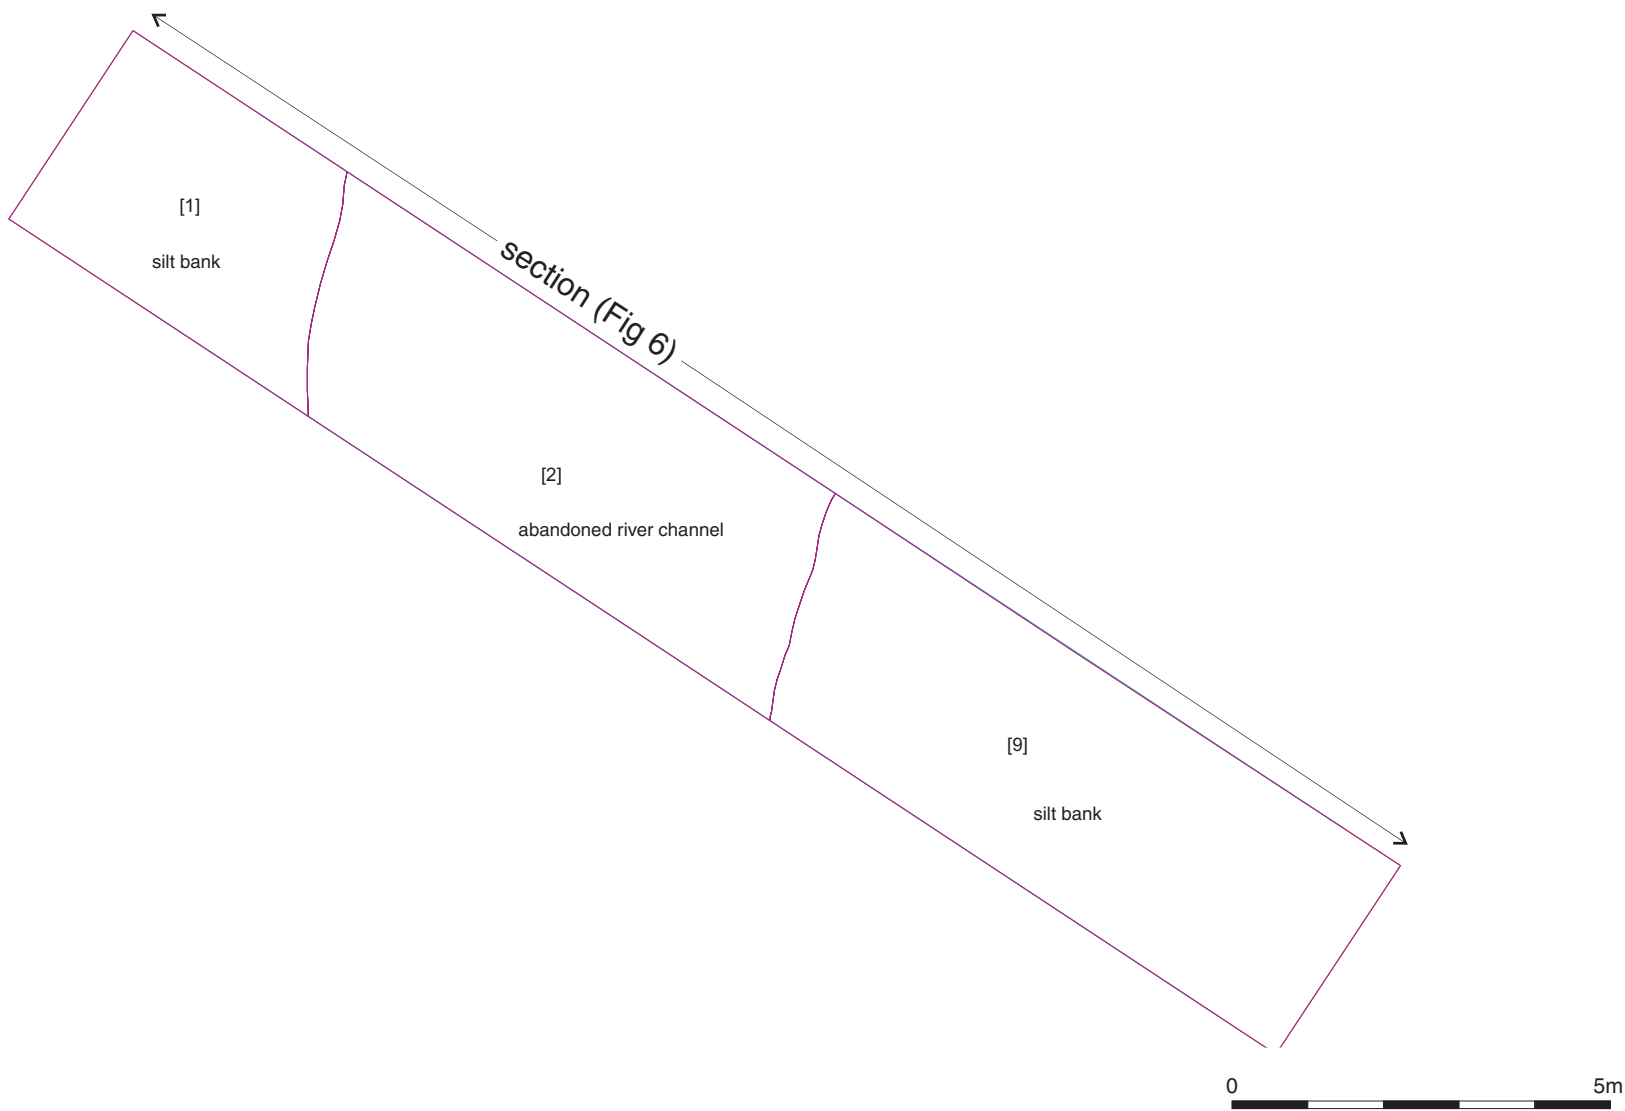 [1]
silt bank
section (Fig 6)
[2]
abandoned river channel
[9]
silt bank
0 5m